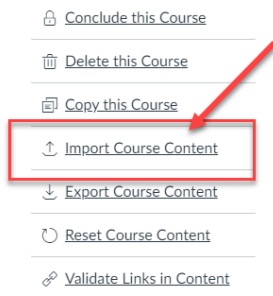 Conclude this Course
Delete this Course
Copy this Course
Import Course Content
Export Course Content
Reset Course Content
Validate Links in Content